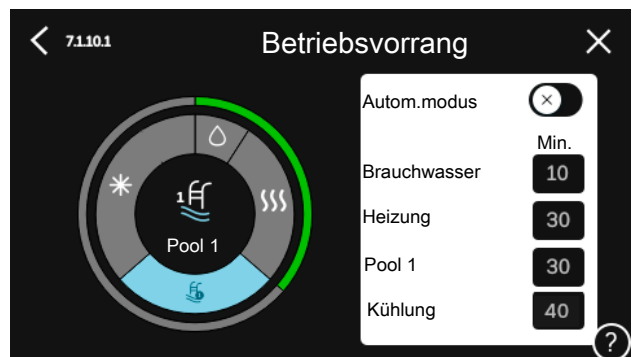 7.1.10.1
Betriebsvorrang
Autom.modus
Min.
Brauchwasser 10
Heizung 30
Pool 1 30
Kühlung 40
1
Pool 1
1
?